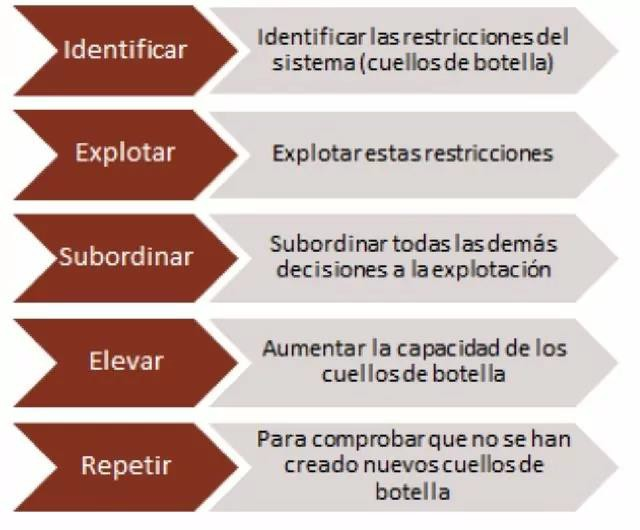 Identificar
Identificar las restricciones del
sistema (cuellos de botella)
Explotar
Explotar estas restricciones
Subordinar
Subordinar todas las demás
decisiones a la explotación
Elevar
Aumentar la capacidad de los
cuellos de botella
Repetir
Para comprobar que no se han
creado nuevos cuellos de
botella